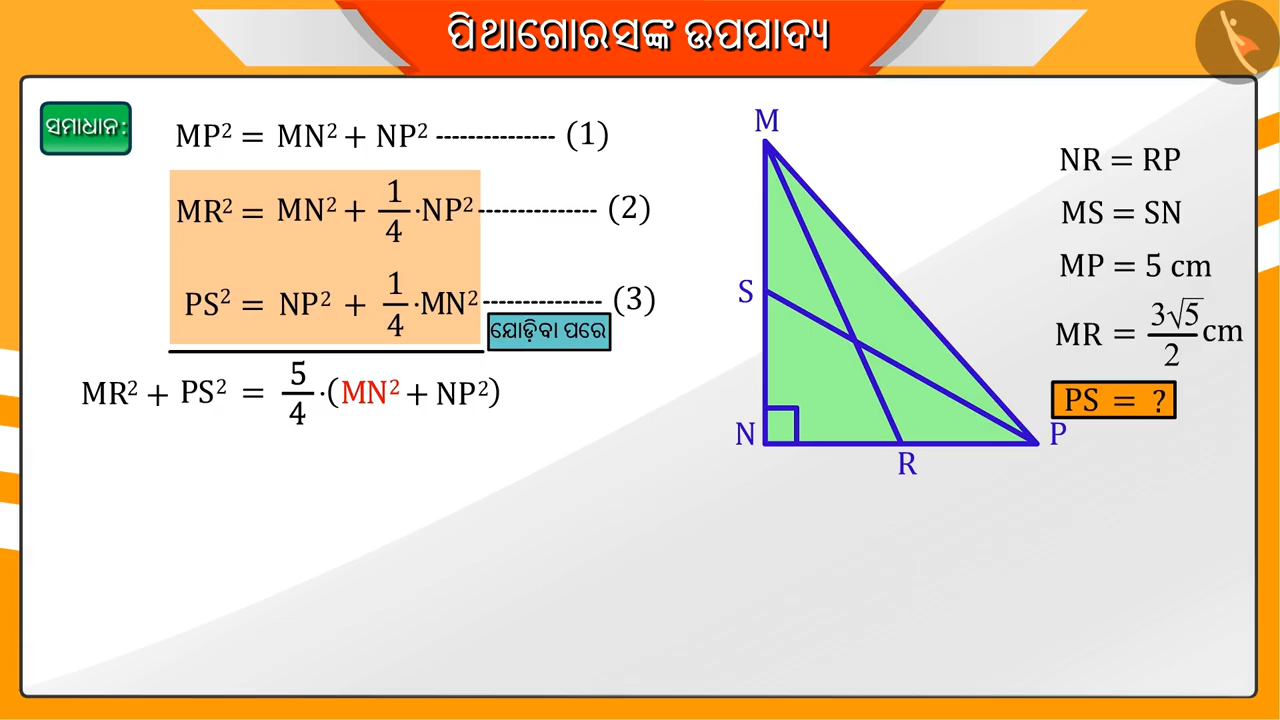 ପିଥାଗୋରସଙ୍କ ଉପପାଦ୍ୟ
ସମାଧାନ:
MP² = MN² + NP² --------------- (1)
MR² = MN² + 1/4 ·NP² --------------- (2)
PS² = NP² + 1/4 ·MN² --------------- (3)
ଯୋଡ଼ିବା ପରେ
MR² + PS² = 5/4 ·(MN² + NP²)
M
S
N
R
P
NR = RP
MS = SN
MP = 5 cm
MR = 3√5/2 cm
PS = ?